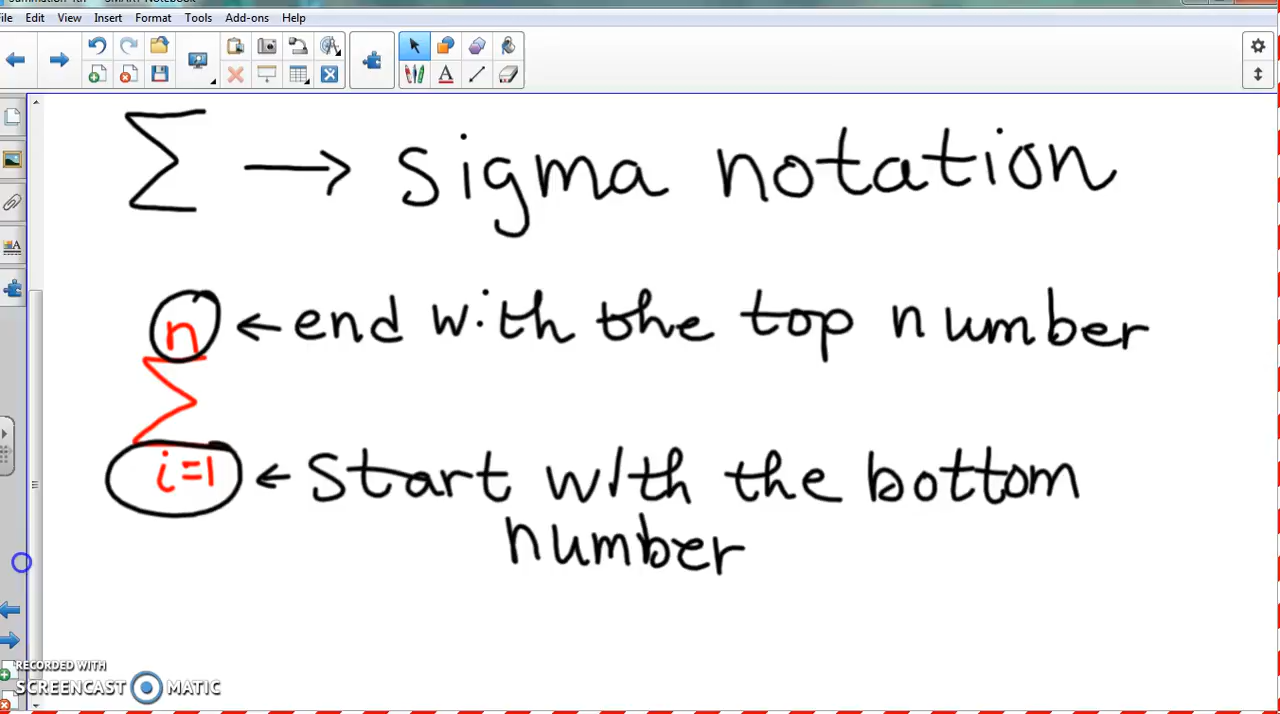 File Edit View Insert Format Tools Add-ons Help
Σ → sigma notation
n ← end with the top number
Σ
i=1 ← Start with the bottom
number
RECORDED WITH
SCREENCAST MATIC